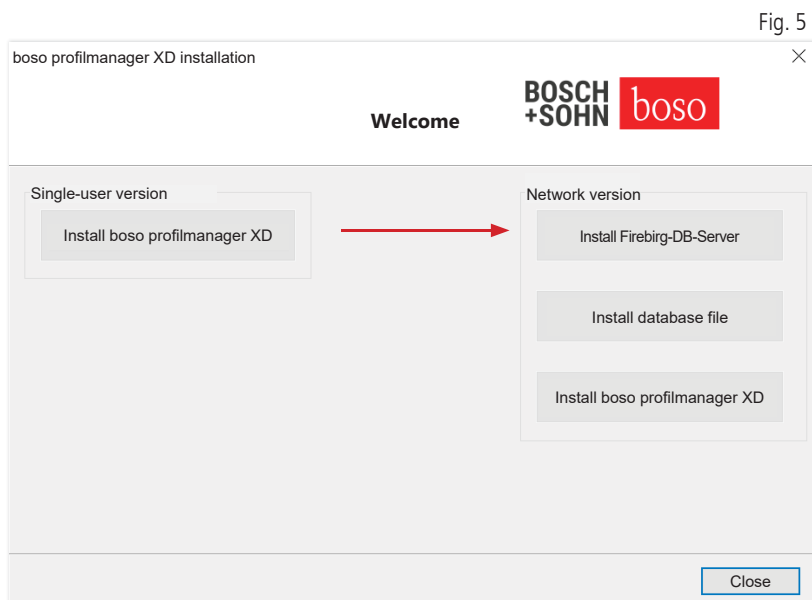 Fig. 5
boso profilmanager XD installation
Welcome
BOSCH
+SOHN
boso
Single-user version
Install boso profilmanager XD
Network version
Install Firebirg-DB-Server
Install database file
Install boso profilmanager XD
Close